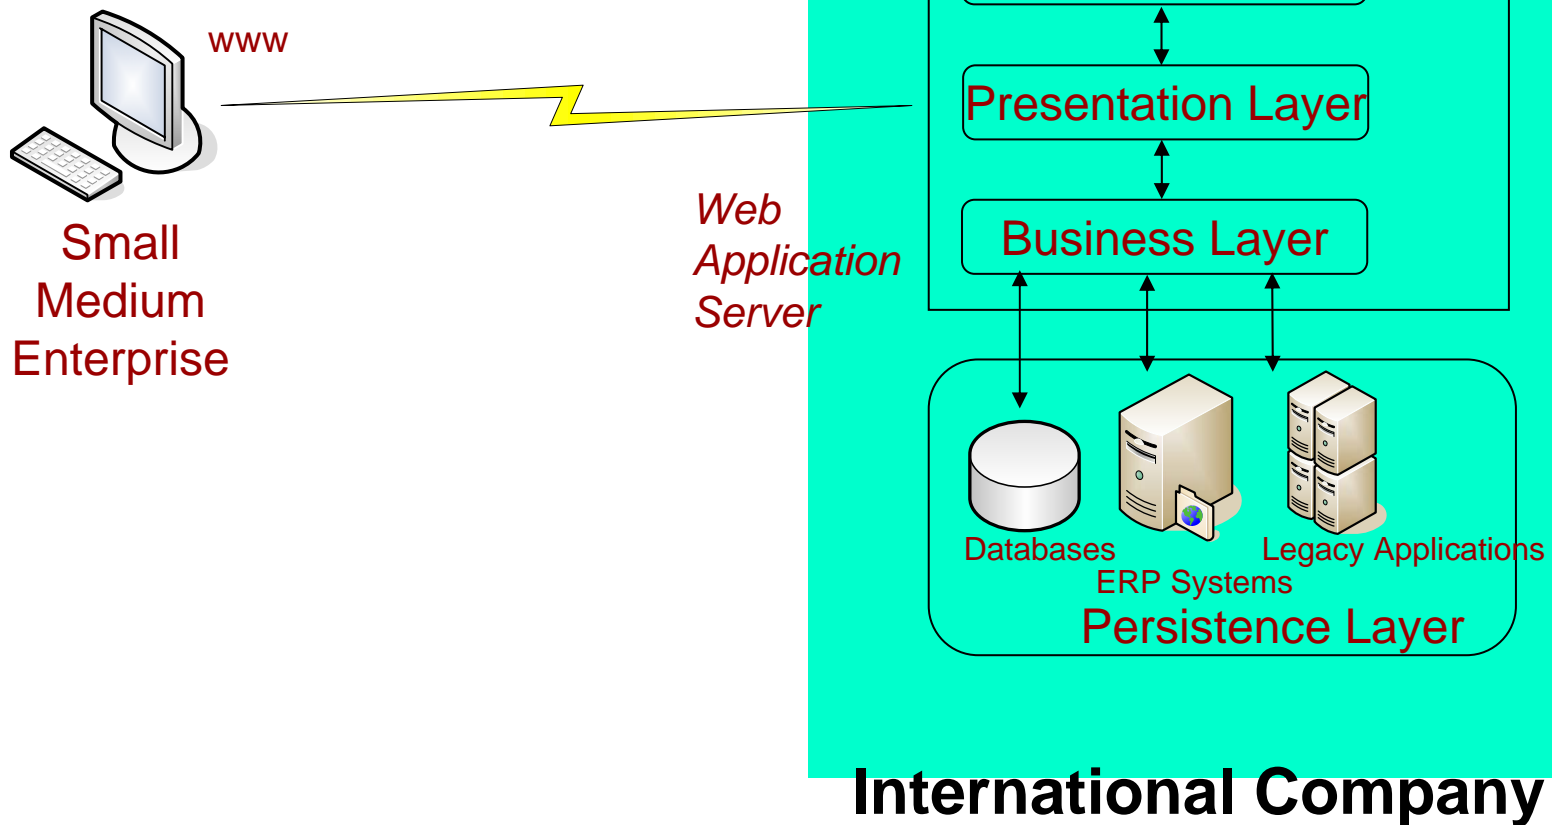 www
Presentation Layer
Web
Application
Server
Business Layer
Small
Medium
Enterprise
Databases
ERP Systems
Legacy Applications
Persistence Layer
International Company